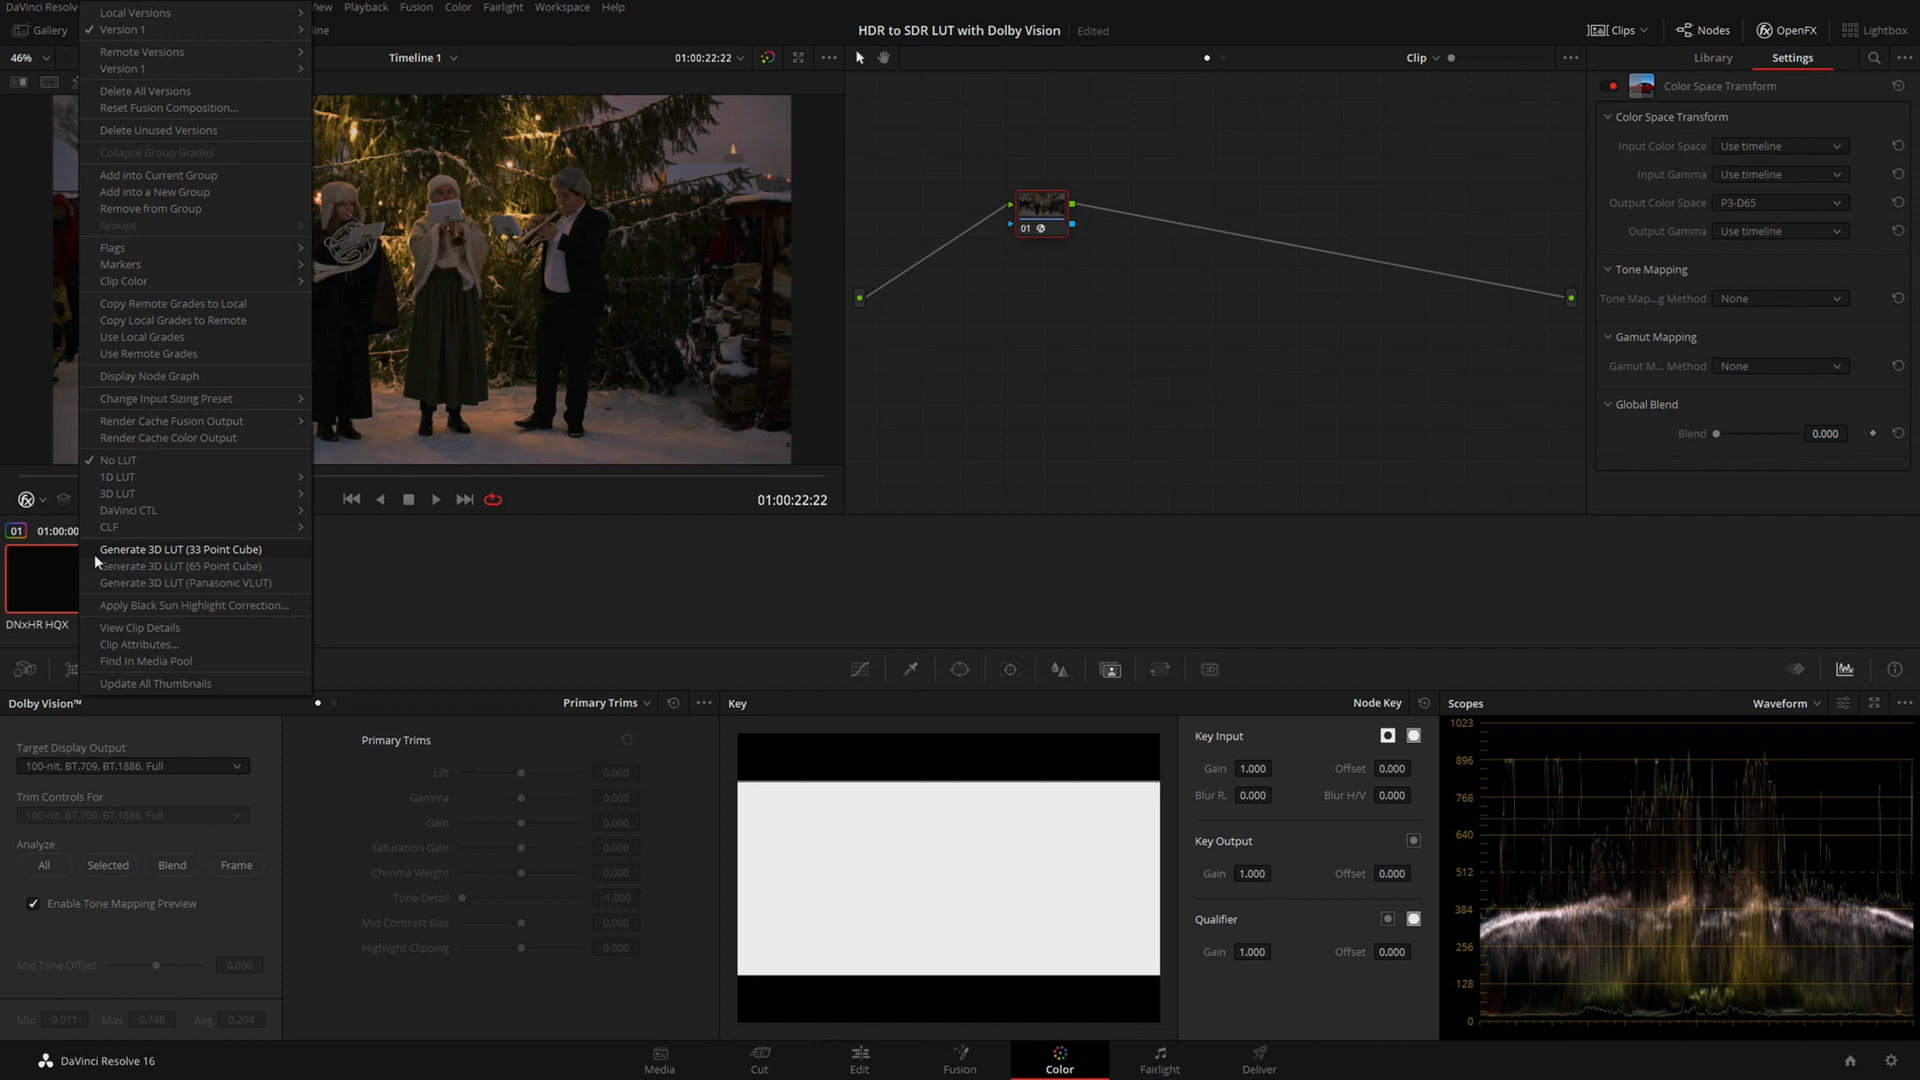 DaVinci Resolv
View
Playback
Fusion
Color
Fairlight
Workspace
Help
Gallery
line
HDR to SDR LUT with Dolby Vision
Edited
Clips
Nodes
OpenFX
Lightbox
46%
Timeline 1
01:00:22:22
Clip
Library
Settings
Local Versions
Version 1
Remote Versions
Version 1
Delete All Versions
Reset Fusion Composition...
Delete Unused Versions
Collapse Group Grades
Add into Current Group
Add into a New Group
Remove from Group
Groups
Flags
Markers
Clip Color
Copy Remote Grades to Local
Copy Local Grades to Remote
Use Local Grades
Use Remote Grades
Display Node Graph
Change Input Sizing Preset
Render Cache Fusion Output
Render Cache Color Output
No LUT
1D LUT
3D LUT
DaVinci CTL
CLF
Generate 3D LUT (33 Point Cube)
Generate 3D LUT (65 Point Cube)
Generate 3D LUT (Panasonic VLUT)
Apply Black Sun Highlight Correction...
View Clip Details
Clip Attributes...
Find In Media Pool
Update All Thumbnails
01
Color Space Transform
Color Space Transform
Input Color Space
Use timeline
Input Gamma
Use timeline
Output Color Space
P3-D65
Output Gamma
Use timeline
Tone Mapping
Tone Map...g Method
None
Gamut Mapping
Gamut M... Method
None
Global Blend
Blend
0.000
01:00:22:22
01
01:00:00
DNxHR HQX
Dolby Vision™
Primary Trims
Target Display Output
100-nit, BT.709, BT.1886, Full
Trim Controls For
100-nit, BT.709, BT.1886, Full
Analyze
All
Selected
Blend
Frame
Enable Tone Mapping Preview
Mid Tone Offset
0.000
Min
0.011
Max
0.748
Avg
0.204
Primary Trims
Lift
0.000
Gamma
0.000
Gain
0.000
Saturation Gain
0.000
Chroma Weight
0.000
Tone Detail
-1.000
Mid Contrast Bias
0.000
Highlight Clipping
0.000
Key
Node Key
Key Input
Gain
1.000
Offset
0.000
Blur R.
0.000
Blur H/V
0.000
Key Output
Gain
1.000
Offset
0.000
Qualifier
Gain
1.000
Offset
0.000
Scopes
Waveform
1023
896
768
640
512
384
256
128
0
DaVinci Resolve 16
Media
Cut
Edit
Fusion
Color
Fairlight
Deliver